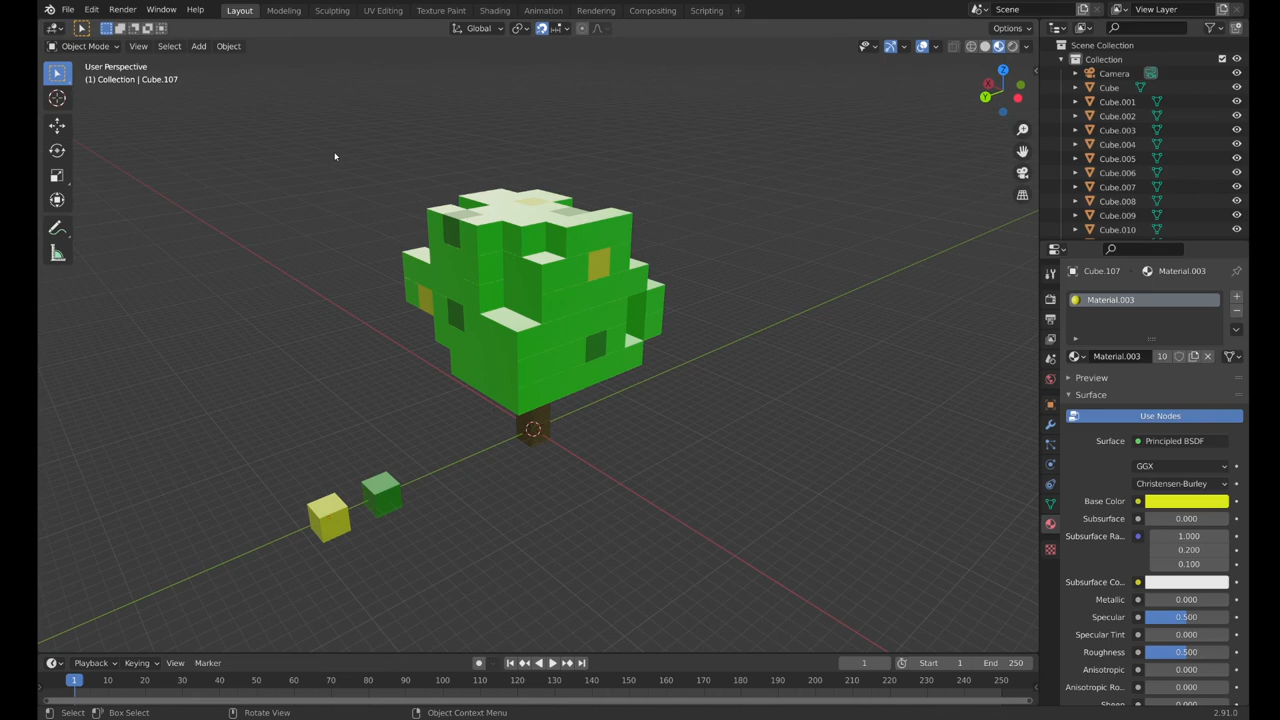 File Edit Render Window Help Layout Modeling Sculpting UV Editing Texture Paint Shading Animation Rendering Compositing Scripting + Scene View Layer
Global Options
Object Mode View Select Add Object
User Perspective
(1) Collection | Cube.107
Z
X
Y
Scene Collection
Collection
Camera
Cube
Cube.001
Cube.002
Cube.003
Cube.004
Cube.005
Cube.006
Cube.007
Cube.008
Cube.009
Cube.010
Cube.107 Material.003
Material.003
Material.003 10
Preview
Surface
Use Nodes
Surface Principled BSDF
GGX
Christensen-Burley
Base Color
Subsurface 0.000
Subsurface Ra... 1.000
0.200
0.100
Subsurface Co...
Metallic 0.000
Specular 0.500
Specular Tint 0.000
Roughness 0.500
Anisotropic 0.000
Anisotropic Ro... 0.000
Playback Keying View Marker 1 Start 1 End 250
1 10 20 30 40 50 60 70 80 90 100 110 120 130 140 150 160 170 180 190 200 210 220 230 240 250
Select Box Select Rotate View Object Context Menu 2.91.0